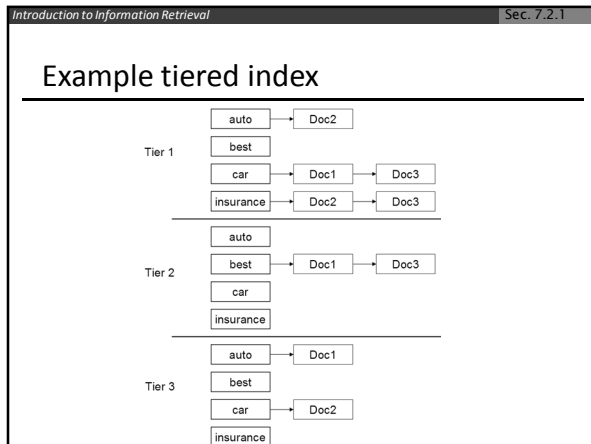 Introduction to Information Retrieval Sec. 7.2.1
Example tiered index
auto Doc2
Tier 1
best
car Doc1 Doc3
insurance Doc2 Doc3
auto
best Doc1 Doc3
Tier 2
car
insurance
auto Doc1
best
Tier 3
car Doc2
insurance